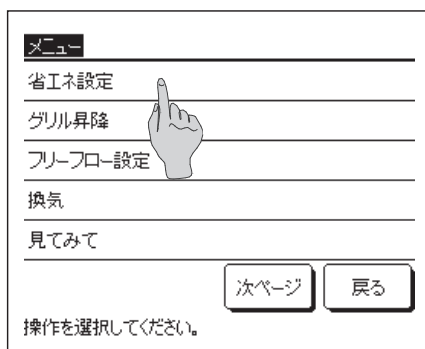 メニュー
省エネ設定
グリル昇降
フリーフロー設定
換気
見てみて
次ページ 戻る
操作を選択してください。